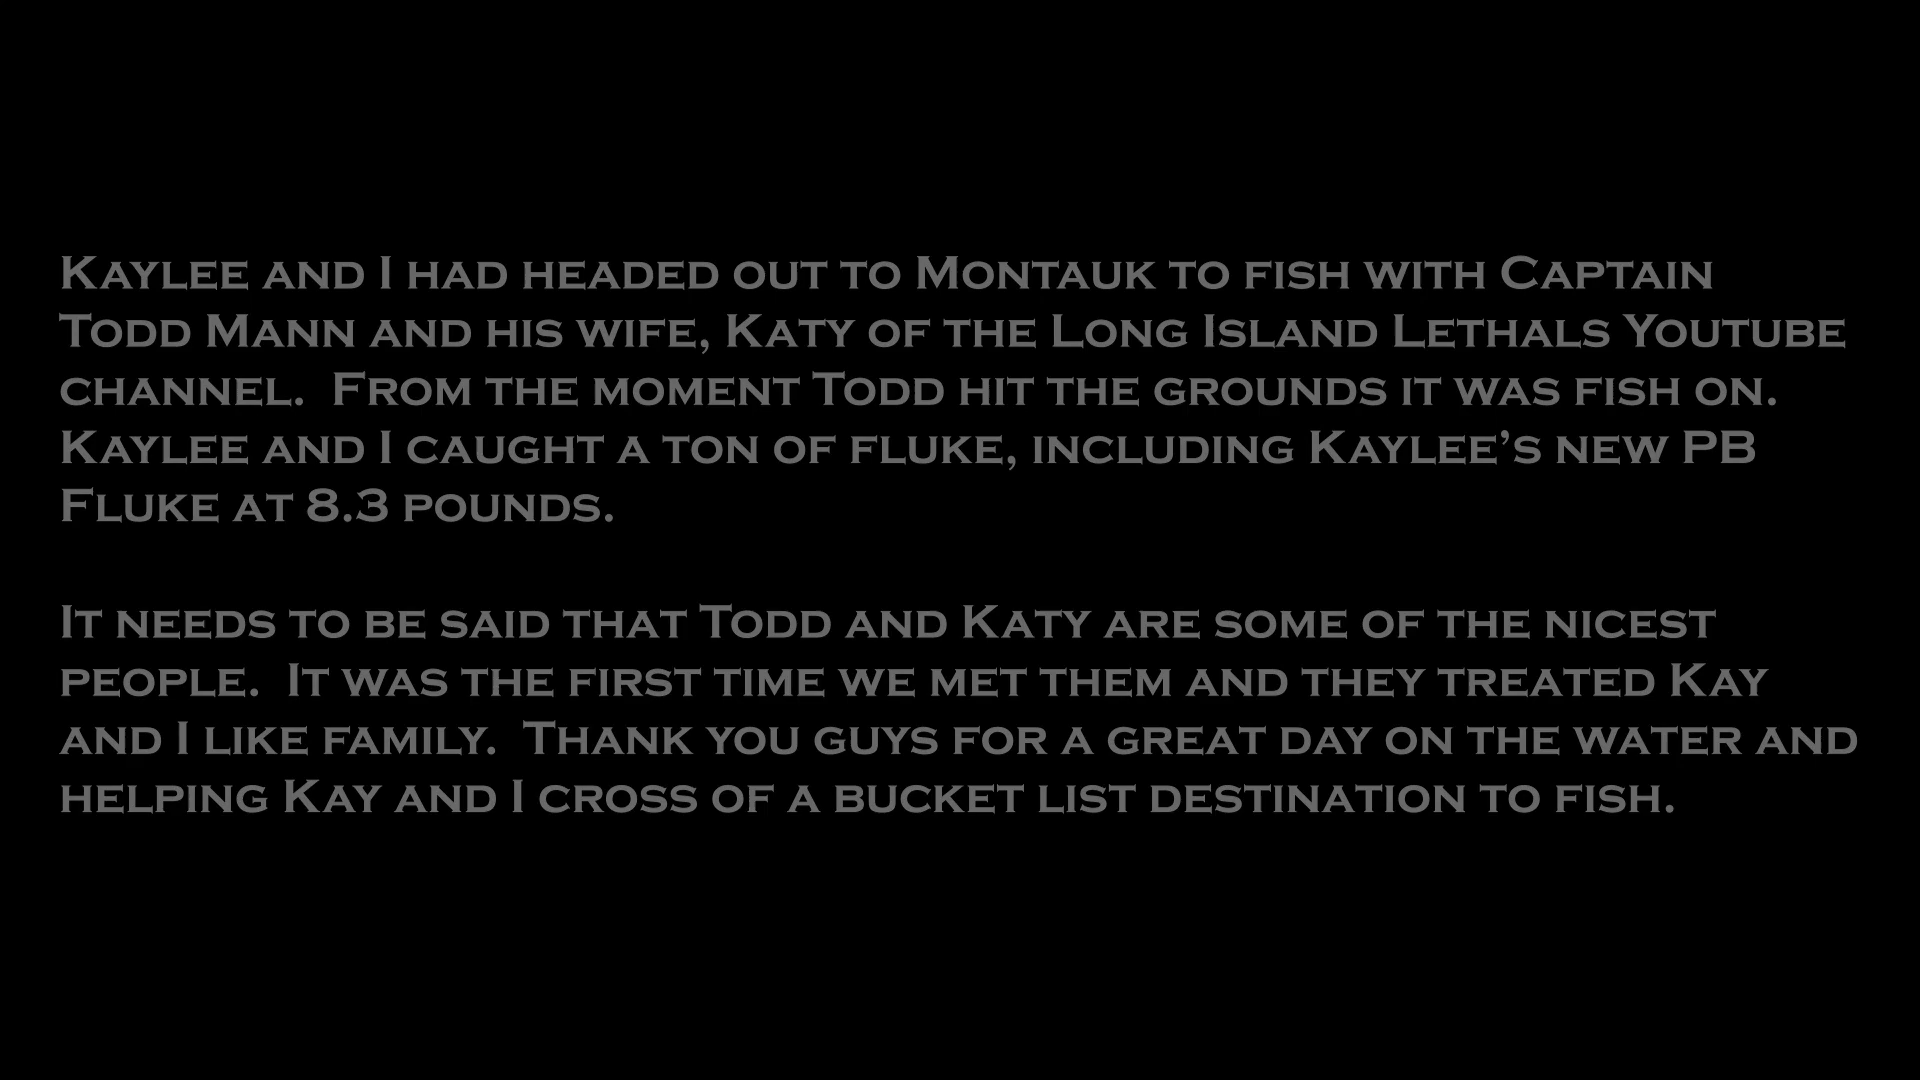 Kaylee and I had headed out to Montauk to fish with Captain
Todd Mann and his wife, Katy of the Long Island Lethals Youtube
channel.  From the moment Todd hit the grounds it was fish on.
Kaylee and I caught a ton of fluke, including Kaylee’s new PB
Fluke at 8.3 pounds.
It needs to be said that Todd and Katy are some of the nicest
people.  It was the first time we met them and they treated Kay
and I like family.  Thank you guys for a great day on the water and
helping Kay and I cross of a bucket list destination to fish.